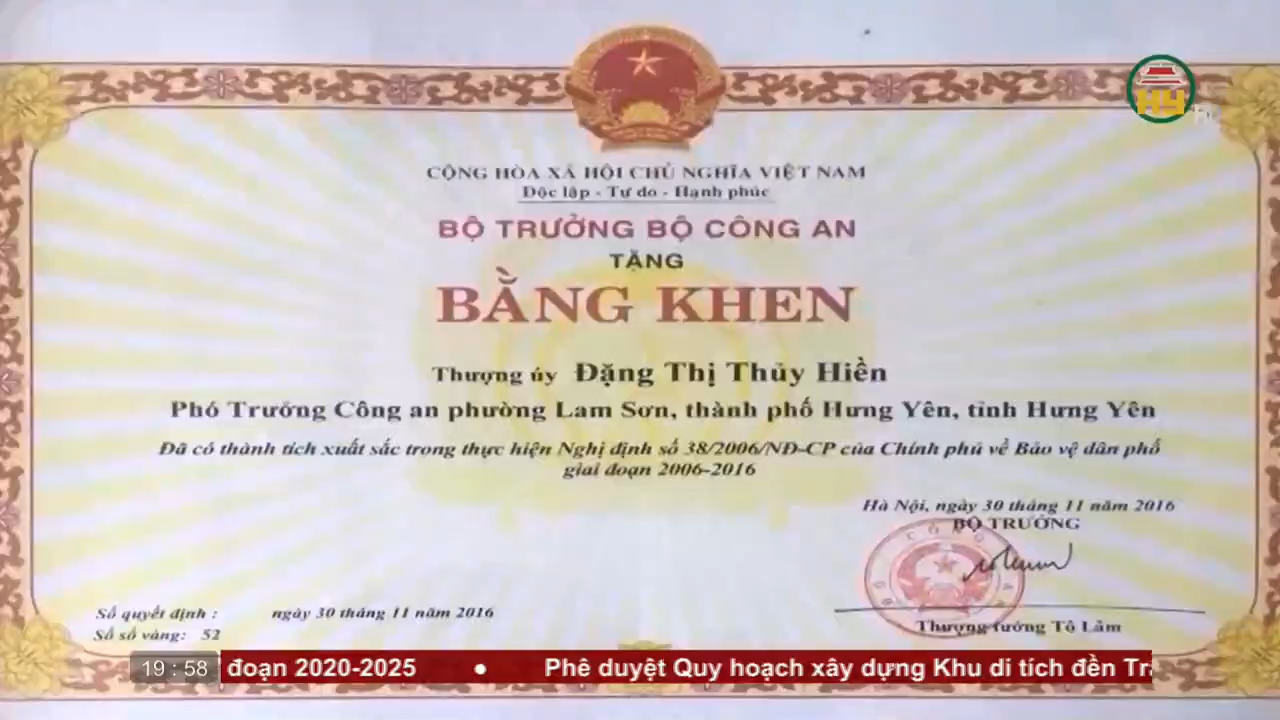 HY
CỘNG HÒA XÃ HỘI CHỦ NGHĨA VIỆT NAM
Độc lập - Tự do - Hạnh phúc
BỘ TRƯỞNG BỘ CÔNG AN
TẶNG
BẰNG KHEN
Thượng úy Đặng Thị Thủy Hiền
Phó Trưởng Công an phường Lam Sơn, thành phố Hưng Yên, tỉnh Hưng Yên
Đã có thành tích xuất sắc trong thực hiện Nghị định số 38/2006/NĐ-CP của Chính phủ về Bảo vệ dân phố
giai đoạn 2006-2016
Hà Nội, ngày 30 tháng 11 năm 2016
BỘ TRƯỞNG
Số quyết định : ngày 30 tháng 11 năm 2016
Số sổ vàng: 52
Thượng tướng Tô Lâm
19 : 58 đoạn 2020-2025 • Phê duyệt Quy hoạch xây dựng Khu di tích đền